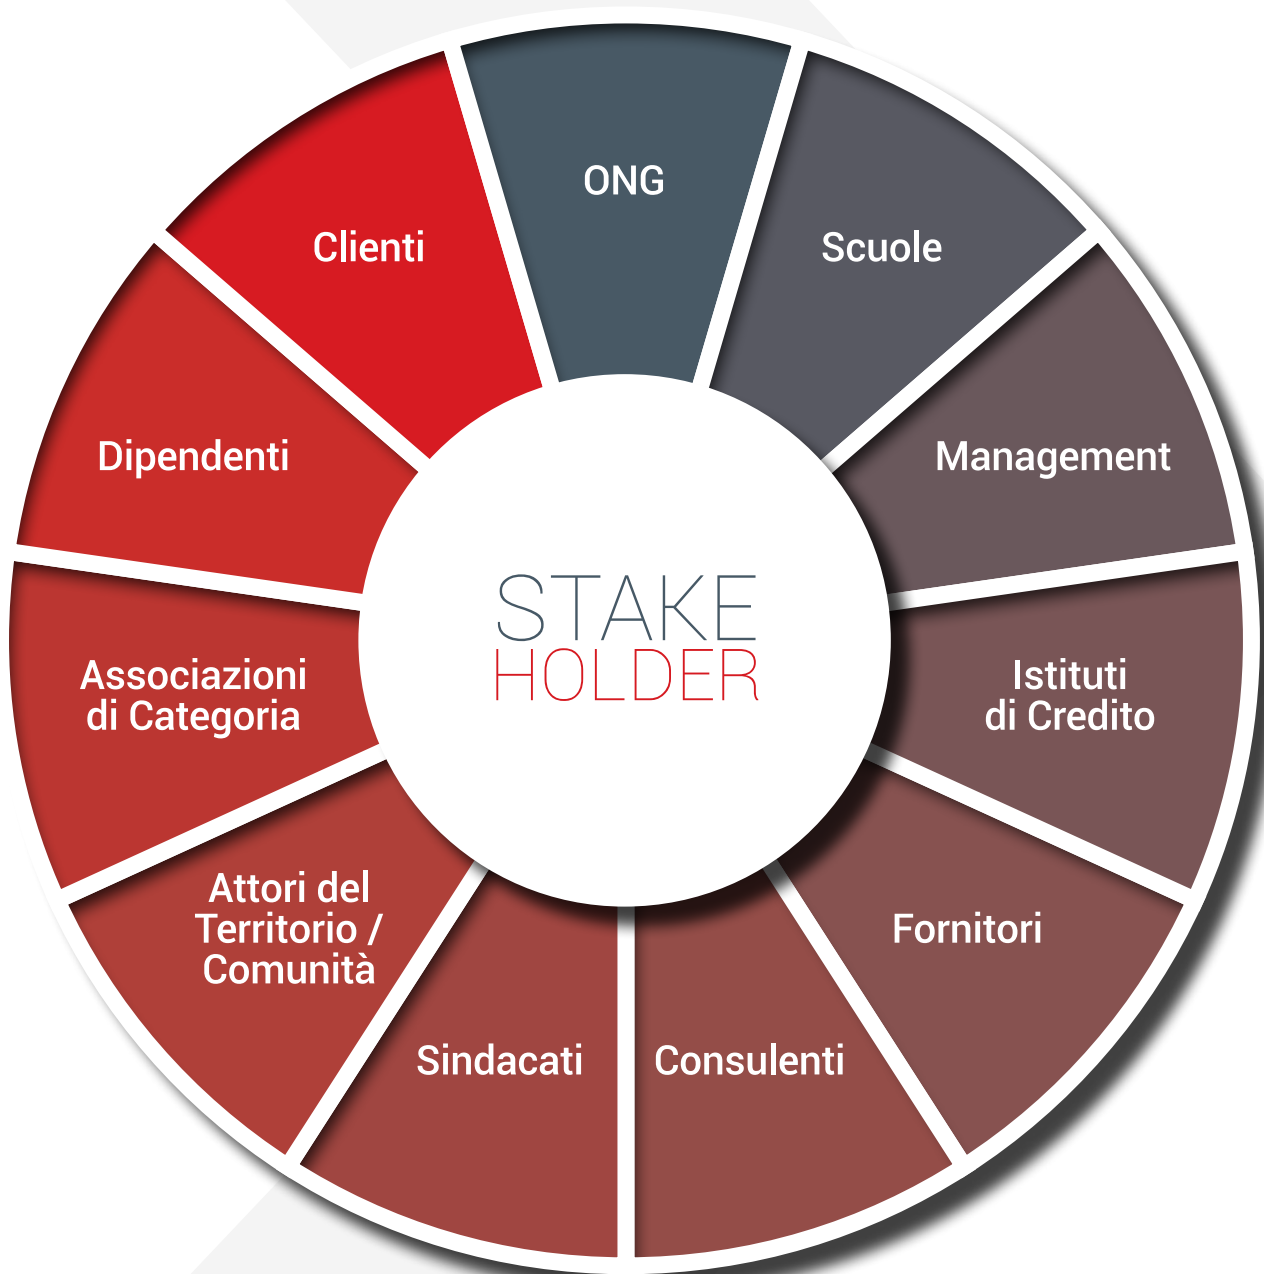 ONG
Scuole
Management
Istituti
di Credito
Fornitori
Consulenti
Sindacati
Attori del
Territorio /
Comunità
Associazioni
di Categoria
Dipendenti
Clienti
STAKE
HOLDER